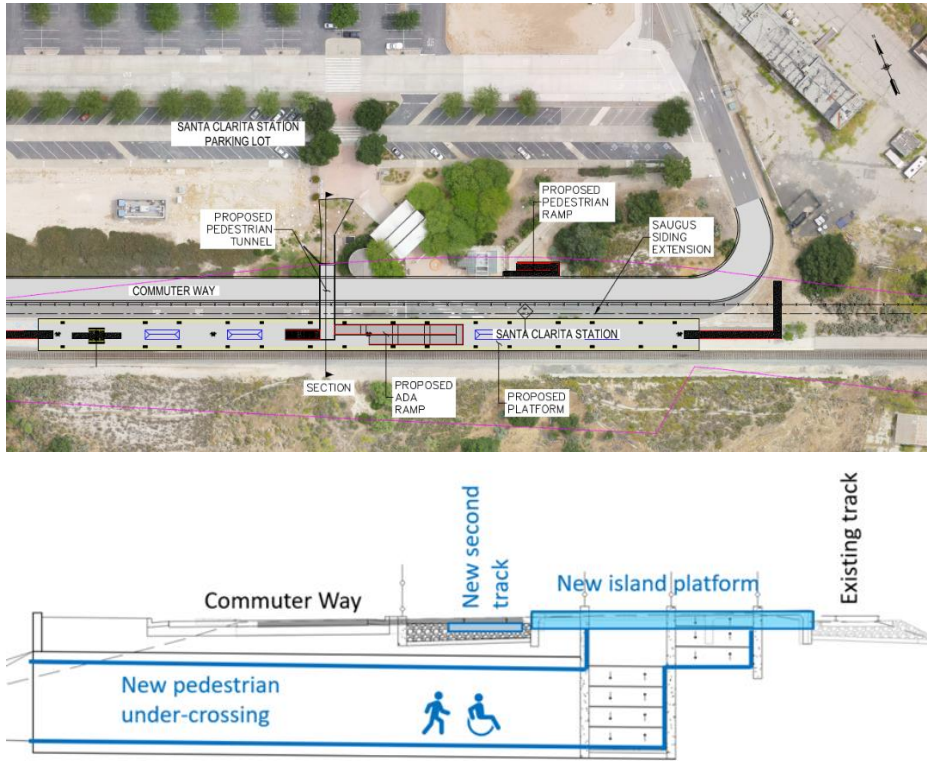 SANTA CLARITA STATION
PARKING LOT
PROPOSED
PEDESTRIAN
TUNNEL
PROPOSED
PEDESTRIAN
RAMP
SAUGUS
SIDING
EXTENSION
COMMUTER WAY
SANTA CLARITA STATION
SECTION
PROPOSED
ADA
RAMP
PROPOSED
PLATFORM
Commuter Way
New second
track
New island platform
Existing track
New pedestrian
under-crossing